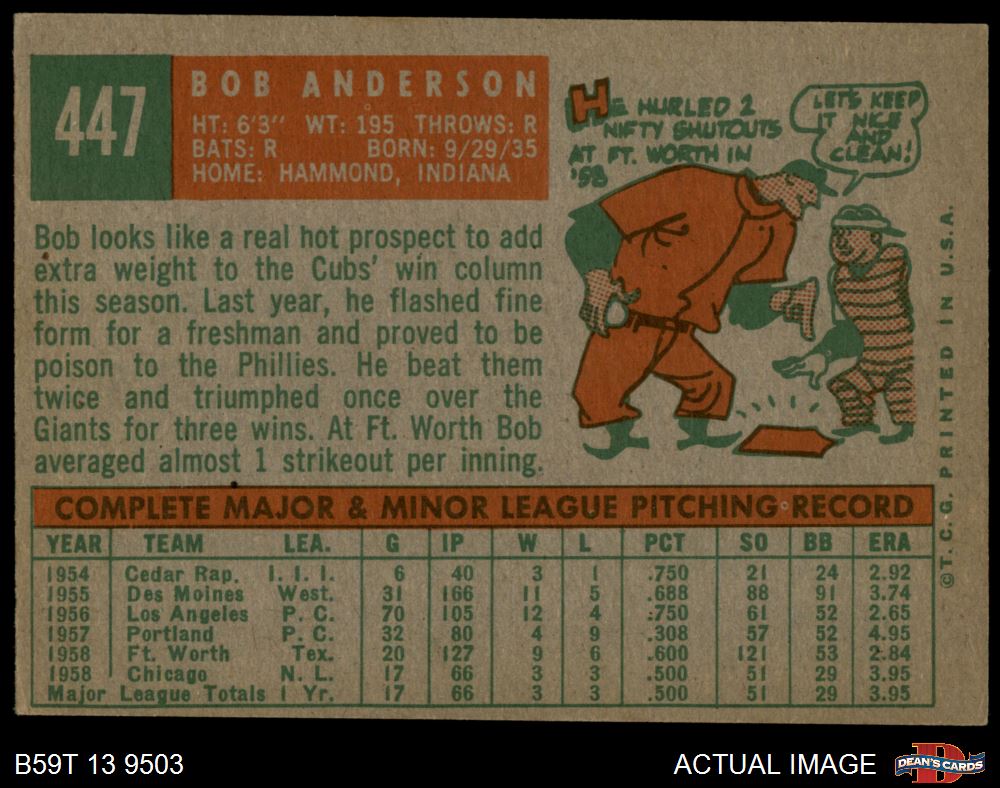 447
BOB ANDERSON
HT: 6'3" WT: 195 THROWS: R
BATS: R BORN: 9/29/35
HOME: HAMMOND, INDIANA
HE HURLED 2
NIFTY SHUTOUTS
AT FT. WORTH IN
'58
LET'S KEEP
IT NICE
AND
CLEAN!
Bob looks like a real hot prospect to add
extra weight to the Cubs' win column
this season. Last year, he flashed fine
form for a freshman and proved to be
poison to the Phillies. He beat them
twice and triumphed once over the
Giants for three wins. At Ft. Worth Bob
averaged almost 1 strikeout per inning.
©T.C.G. PRINTED IN U.S.A.
COMPLETE MAJOR & MINOR LEAGUE PITCHING RECORD
YEAR TEAM LEA. G IP W L PCT SO BB ERA
1954 Cedar Rap. I. I. I. 6 40 3 1 .750 21 24 2.92
1955 Des Moines West. 31 166 11 5 .688 88 91 3.74
1956 Los Angeles P. C. 70 105 12 4 .750 61 52 2.65
1957 Portland P. C. 32 80 4 9 .308 57 52 4.95
1958 Ft. Worth Tex. 20 127 9 6 .600 121 53 2.84
1958 Chicago N. L. 17 66 3 3 .500 51 29 3.95
Major League Totals 1 Yr. 17 66 3 3 .500 51 29 3.95
B59T 13 9503
ACTUAL IMAGE
DEAN'S CARDS